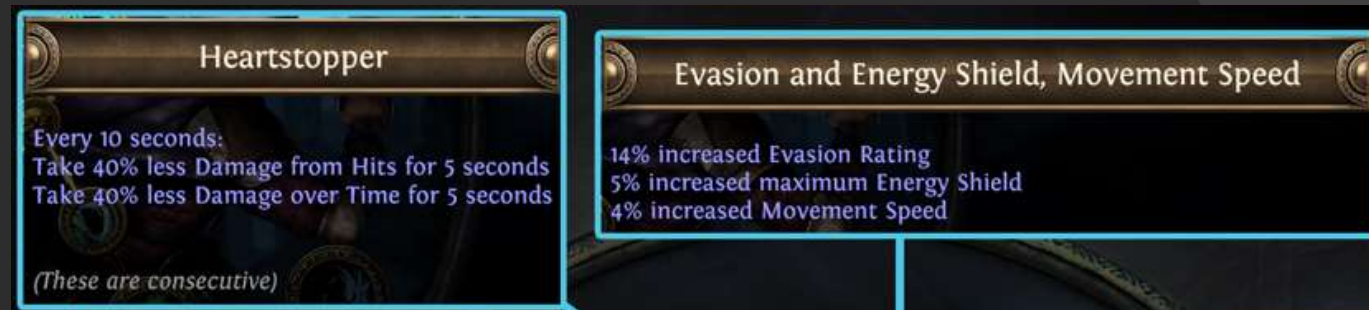 Heartstopper
Every 10 seconds:
Take 40% less Damage from Hits for 5 seconds
Take 40% less Damage over Time for 5 seconds
(These are consecutive)
Evasion and Energy Shield, Movement Speed
14% increased Evasion Rating
5% increased maximum Energy Shield
4% increased Movement Speed